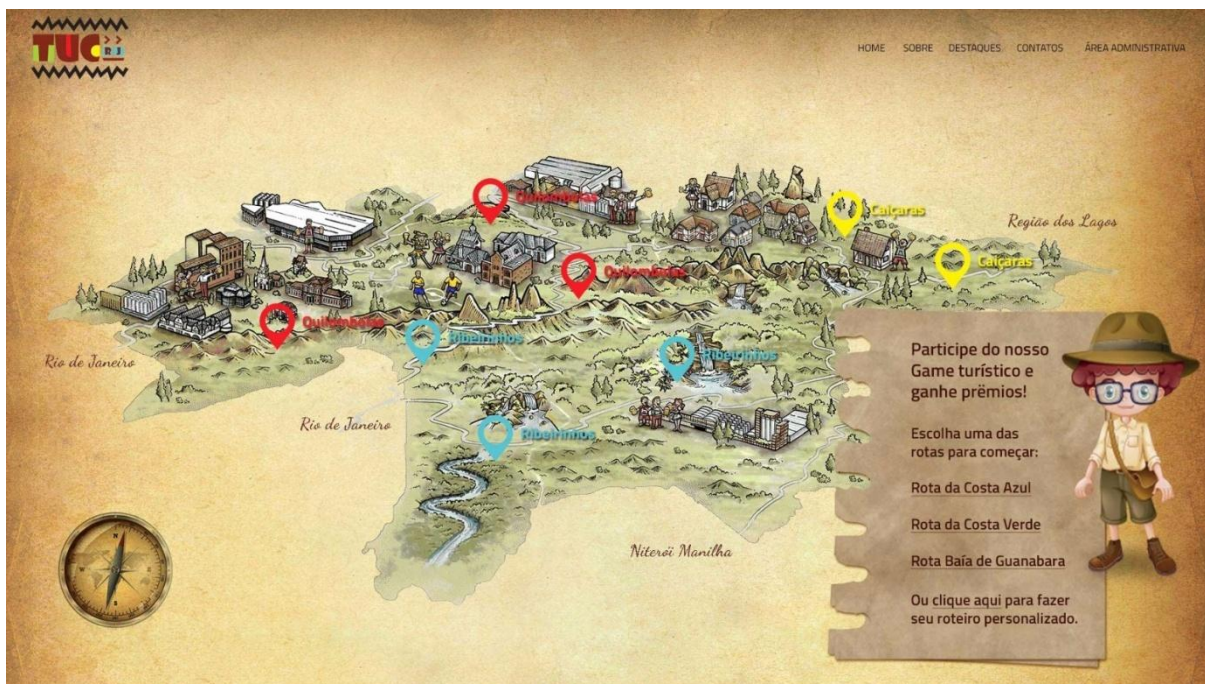 TUC
RJ
HOME SOBRE DESTAQUES CONTATOS ÁREA ADMINISTRATIVA
Quilombolas
Caiçaras
Região dos Lagos
Quilombolas
Caiçaras
Quilombolas
Ribeirinhos
Ribeirinhos
Rio de Janeiro
Rio de Janeiro
Ribeirinhos
Niterói Manilha
N
S
Participe do nosso
Game turístico e
ganhe prëmios!
Escolha uma das
rotas para começar:
Rota da Costa Azul
Rota da Costa Verde
Rota Baía de Guanabara
Ou clique aqui para fazer
seu roteiro personalizado.